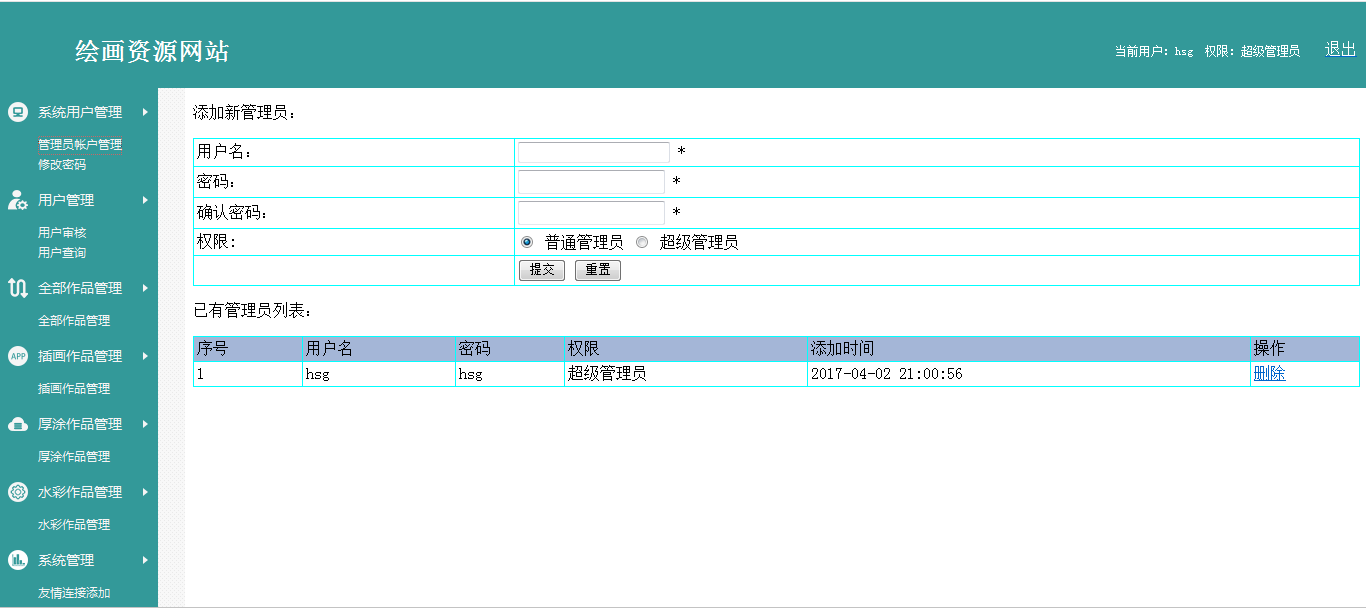 绘画资源网站
当前用户：hsg 权限：超级管理员 退出
系统用户管理
管理员帐户管理
修改密码
用户管理
用户审核
用户查询
全部作品管理
全部作品管理
APP 插画作品管理
插画作品管理
厚涂作品管理
厚涂作品管理
水彩作品管理
水彩作品管理
系统管理
友情连接添加
添加新管理员：
用户名： *
密码： *
确认密码： *
权限: 普通管理员 超级管理员
提交 重置
已有管理员列表：
序号 用户名 密码 权限 添加时间 操作
1 hsg hsg 超级管理员 2017-04-02 21:00:56 删除